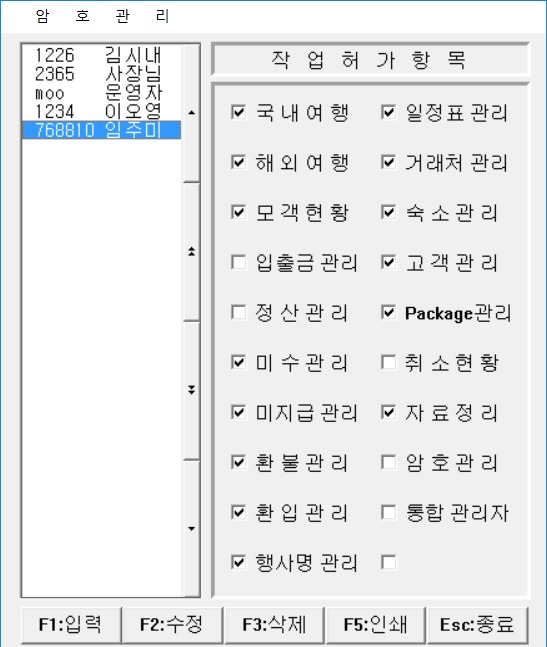 암 호 관 리
1226 김시내
2365 사장님
moo 운영자
1234 이오영
768810 임주미
작 업 허 가 항 목
국내여행 일정표 관리
해외여행 거래처 관리
모객현황 숙소관리
입출금 관리 고객관리
정산관리 Package관리
미수관리 취소현황
미지급 관리 자료정리
환불관리 암호관리
환입관리 통합 관리자
행사명 관리
F1:입력 F2:수정 F3:삭제 F5:인쇄 Esc:종료